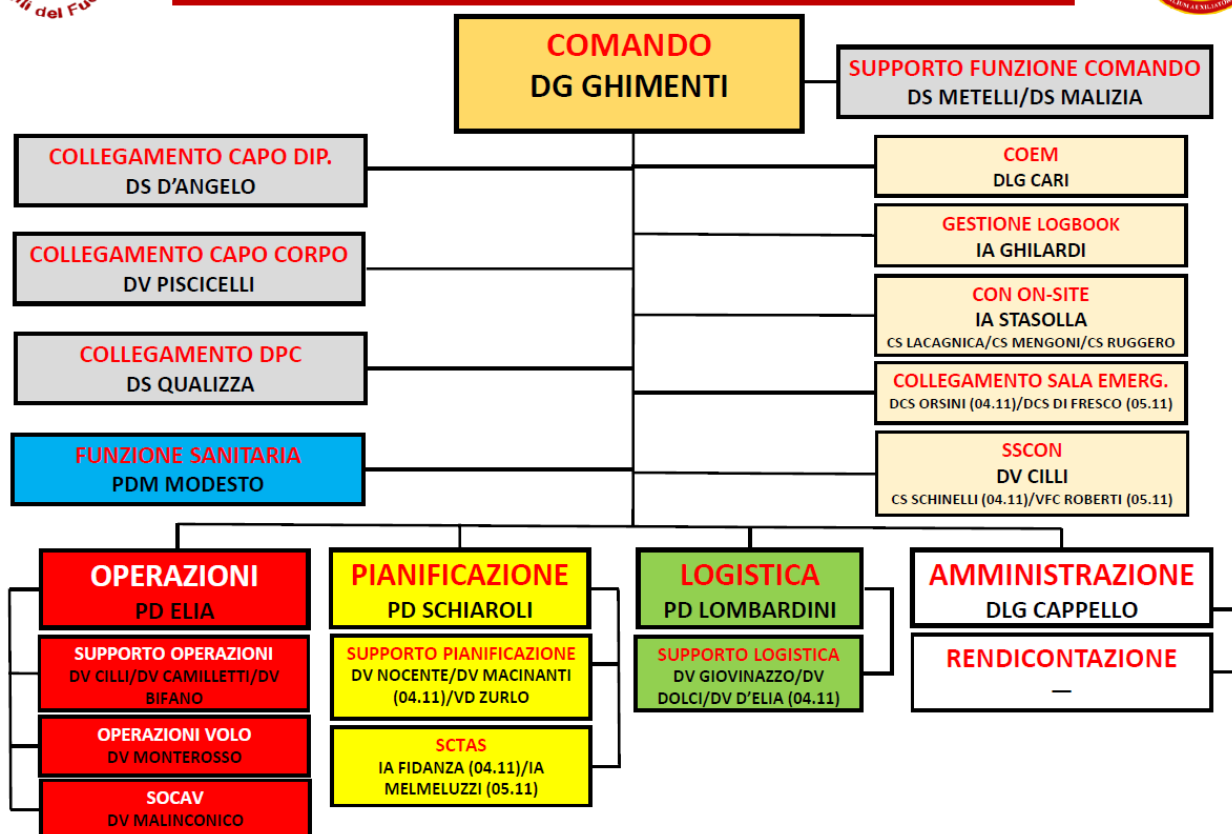 COMANDO
DG GHIMENTI
SUPPORTO FUNZIONE COMANDO
DS METELLI/DS MALIZIA
COLLEGAMENTO CAPO DIP.
DS D'ANGELO
COLLEGAMENTO CAPO CORPO
DV PISCICELLI
COLLEGAMENTO DPC
DS QUALIZZA
FUNZIONE SANITARIA
PDM MODESTO
COEM
DLG CARI
GESTIONE LOGBOOK
IA GHILARDI
CON ON-SITE
IA STASOLLA
CS LACAGNICA/CS MENGONI/CS RUGGERO
COLLEGAMENTO SALA EMERG.
DCS ORSINI (04.11)/DCS DI FRESCO (05.11)
SSCON
DV CILLI
CS SCHINELLI (04.11)/VFC ROBERTI (05.11)
OPERAZIONI
PD ELIA
SUPPORTO OPERAZIONI
DV CILLI/DV CAMILLETTI/DV
BIFANO
OPERAZIONI VOLO
DV MONTEROSSO
SOCAV
DV MALINCONICO
PIANIFICAZIONE
PD SCHIAROLI
SUPPORTO PIANIFICAZIONE
DV NOCENTE/DV MACINANTI
(04.11)/VD ZURLO
SCTAS
IA FIDANZA (04.11)/IA
MELMELUZZI (05.11)
LOGISTICA
PD LOMBARDINI
SUPPORTO LOGISTICA
DV GIOVINAZZO/DV
DOLCI/DV D'ELIA (04.11)
AMMINISTRAZIONE
DLG CAPPELLO
RENDICONTAZIONE
—